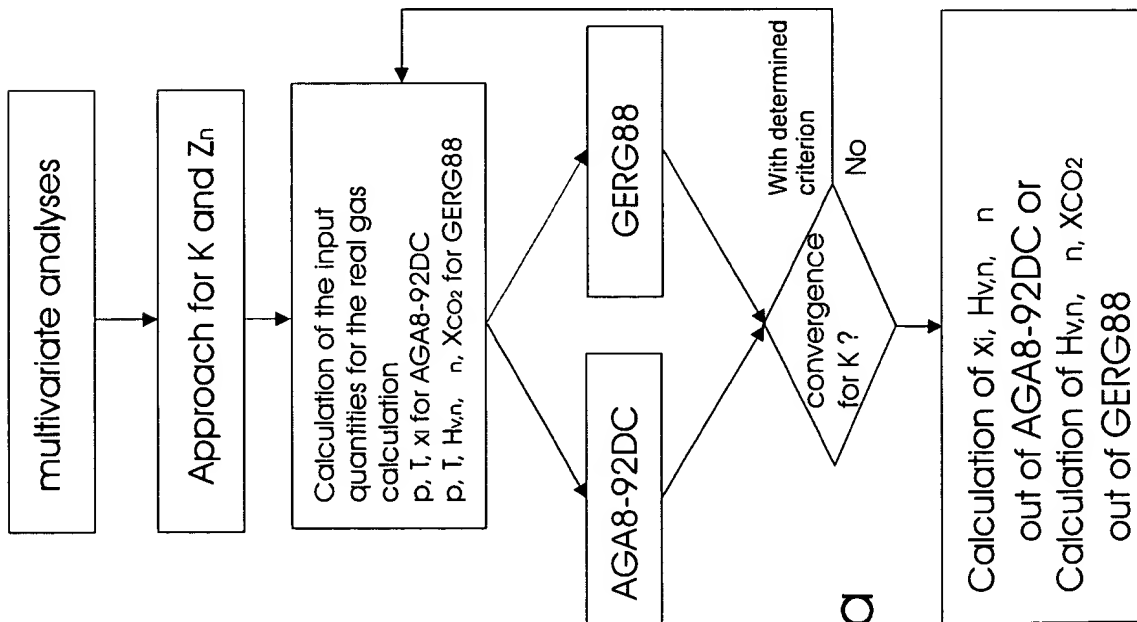 multivariate analyses
Approach for K and Zn
Calculation of the input
quantities for the real gas
calculation
p, T, xi for AGA8-92DC
p, T, Hv,n, n, XCO2 for GERG88
AGA8-92DC
GERG88
convergence
for K ?
With determined
criterion
No
a
Calculation of xi, Hv,n, n
out of AGA8-92DC or
Calculation of Hv,n, n, XCO2
out of GERG88